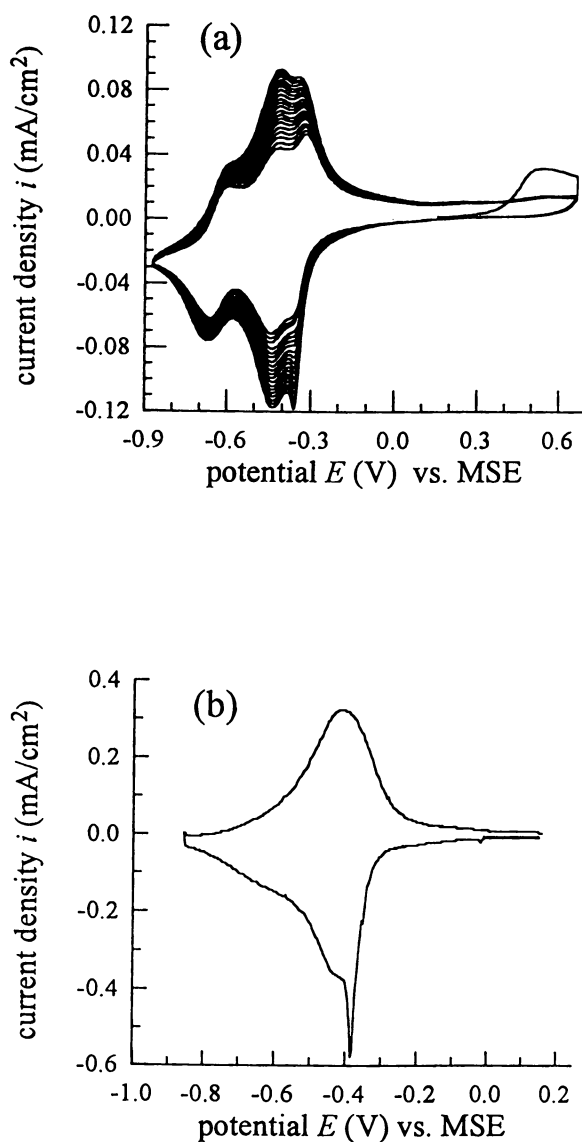 (a)
0.12
0.08
0.04
0.00
-0.04
-0.08
-0.12
current density i (mA/cm²)
-0.9 -0.6 -0.3 0.0 0.3 0.6
potential E (V) vs. MSE
(b)
0.4
0.2
0.0
-0.2
-0.4
-0.6
current density i (mA/cm²)
-1.0 -0.8 -0.6 -0.4 -0.2 0.0 0.2
potential E (V) vs. MSE